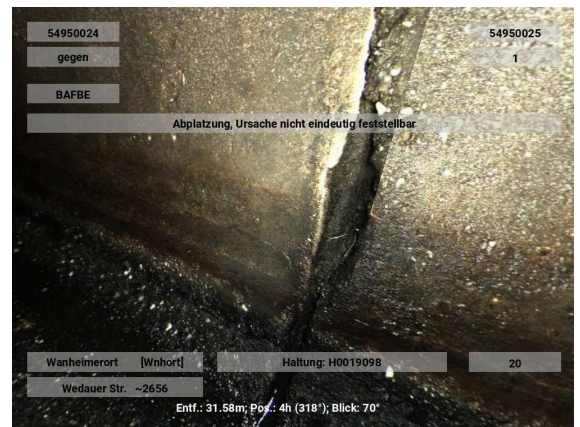 54950024 54950025
gegen 1
BAFBE
Abplatzung, Ursache nicht eindeutig feststellbar
Wanheimerort [Wnhort] Haltung: H0019098 20
Wedauer Str. ~2656
Entf.: 31.58m; Pos.: 4h (318°); Blick: 70°